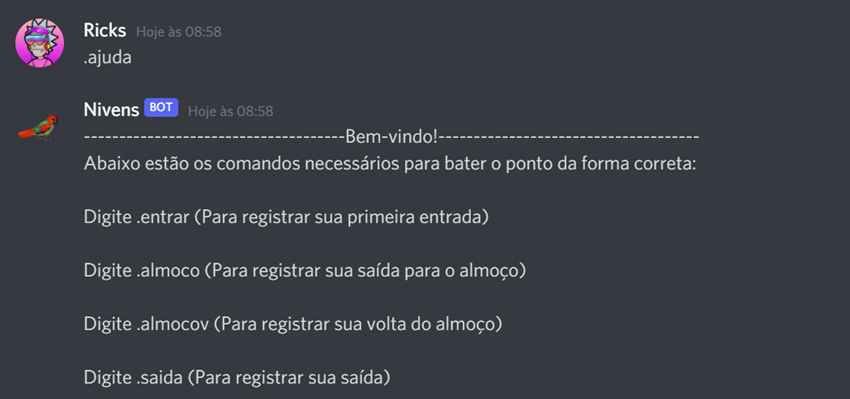 Ricks Hoje às 08:58
.ajuda
Nivens BOT Hoje às 08:58
-------------------------------------Bem-vindo!-------------------------------------
Abaixo estão os comandos necessários para bater o ponto da forma correta:
Digite .entrar (Para registrar sua primeira entrada)
Digite .almoco (Para registrar sua saída para o almoço)
Digite .almocov (Para registrar sua volta do almoço)
Digite .saida (Para registrar sua saída)